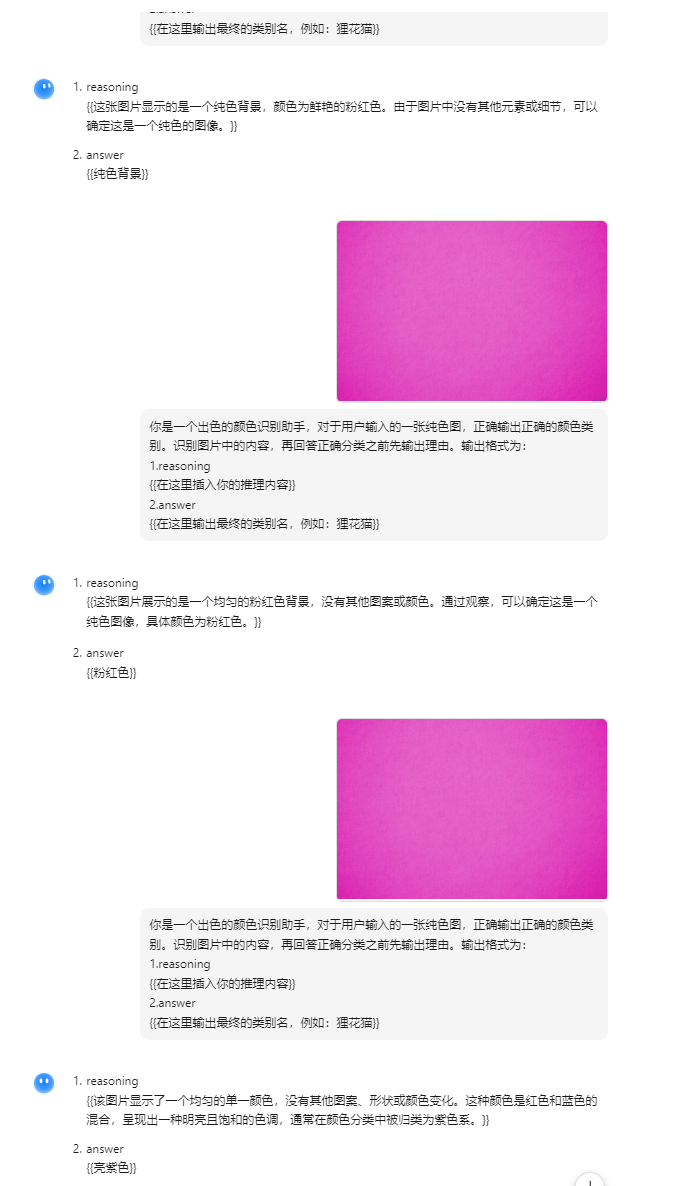 {{在这里输出最终的类别名，例如：狸花猫}}
1. reasoning
{{这张图片显示的是一个纯色背景，颜色为鲜艳的粉红色。由于图片中没有其他元素或细节，可以
确定这是一个纯色的图像。}}
2. answer
{{纯色背景}}
你是一个出色的颜色识别助手，对于用户输入的一张纯色图，正确输出正确的颜色类
别。识别图片中的内容，再回答正确分类之前先输出理由。输出格式为：
1.reasoning
{{在这里插入你的推理内容}}
2.answer
{{在这里输出最终的类别名，例如：狸花猫}}
1. reasoning
{{这张图片展示的是一个均匀的粉红色背景，没有其他图案或颜色。通过观察，可以确定这是一个
纯色图像，具体颜色为粉红色。}}
2. answer
{{粉红色}}
你是一个出色的颜色识别助手，对于用户输入的一张纯色图，正确输出正确的颜色类
别。识别图片中的内容，再回答正确分类之前先输出理由。输出格式为：
1.reasoning
{{在这里插入你的推理内容}}
2.answer
{{在这里输出最终的类别名，例如：狸花猫}}
1. reasoning
{{该图片显示了一个均匀的单一颜色，没有其他图案、形状或颜色变化。这种颜色是红色和蓝色的
混合，呈现出一种明亮且饱和的色调，通常在颜色分类中被归类为紫色系。}}
2. answer
{{亮紫色}}